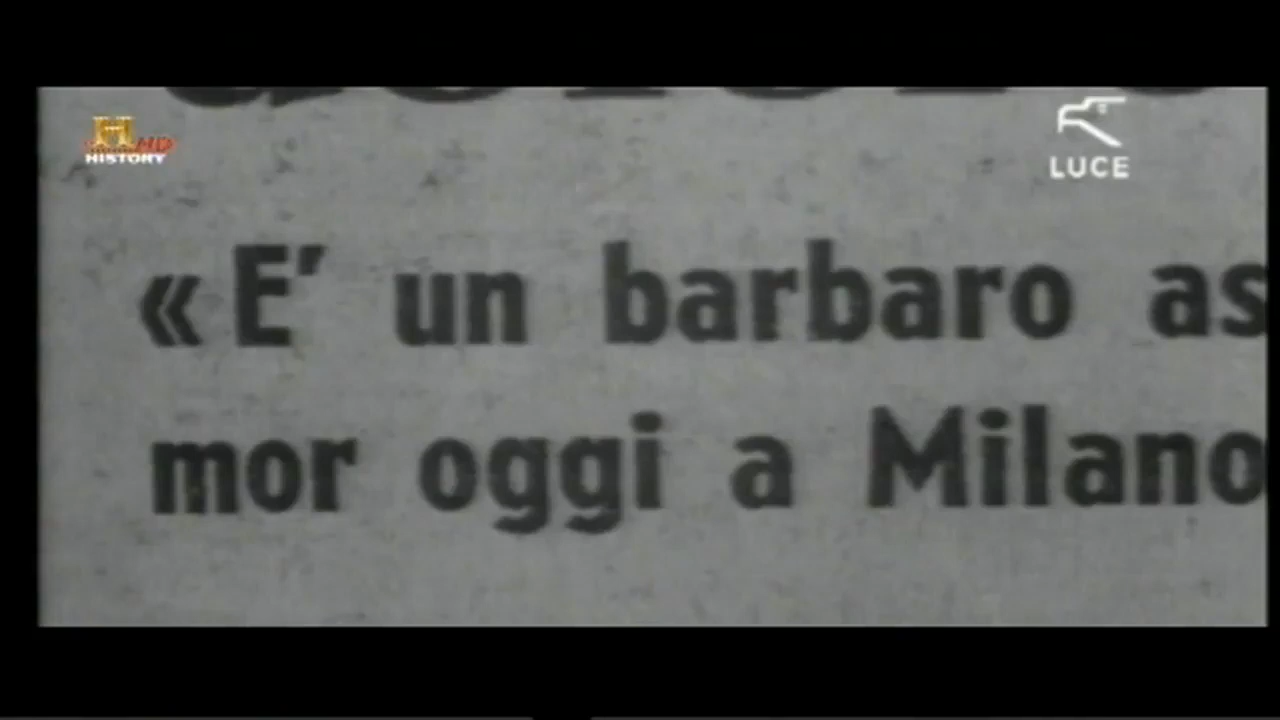 HD
HISTORY
LUCE
«E' un barbaro as
mor oggi a Milano